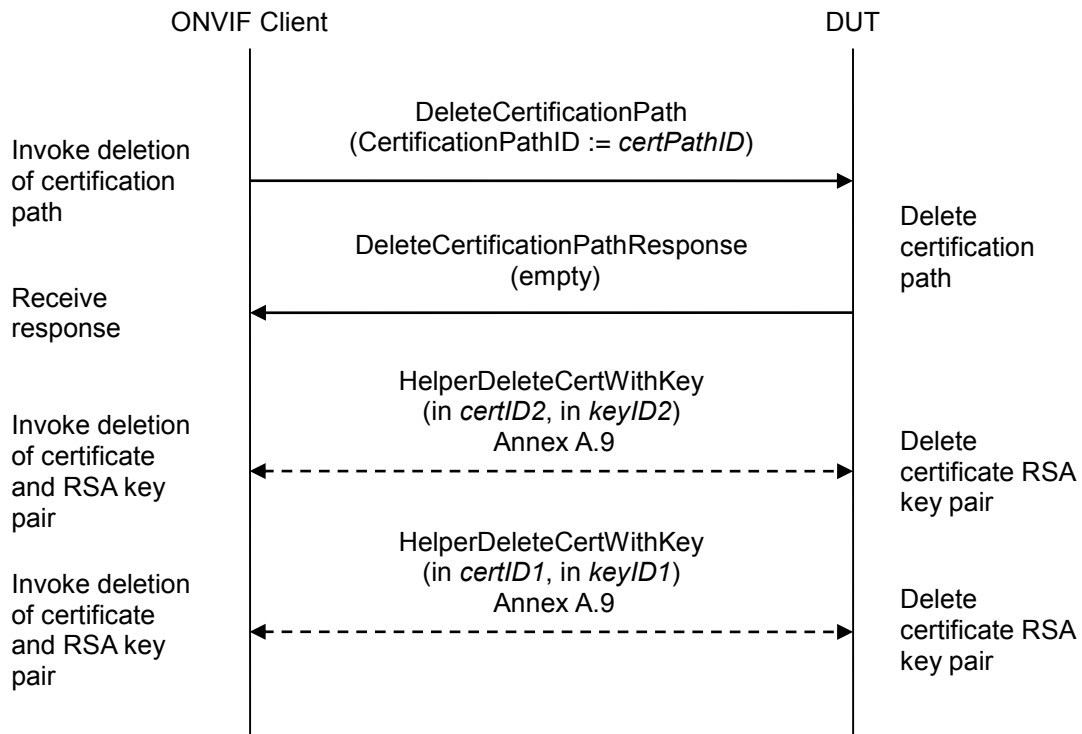 ONVIF Client
DUT
DeleteCertificationPath
(CertificationPathID := certPathID)
Invoke deletion
of certification
path
Delete
certification
path
DeleteCertificationPathResponse
(empty)
Receive
response
HelperDeleteCertWithKey
(in certID2, in keyID2)
Annex A.9
Invoke deletion
of certificate
and RSA key
pair
Delete
certificate RSA
key pair
HelperDeleteCertWithKey
(in certID1, in keyID1)
Annex A.9
Invoke deletion
of certificate
and RSA key
pair
Delete
certificate RSA
key pair